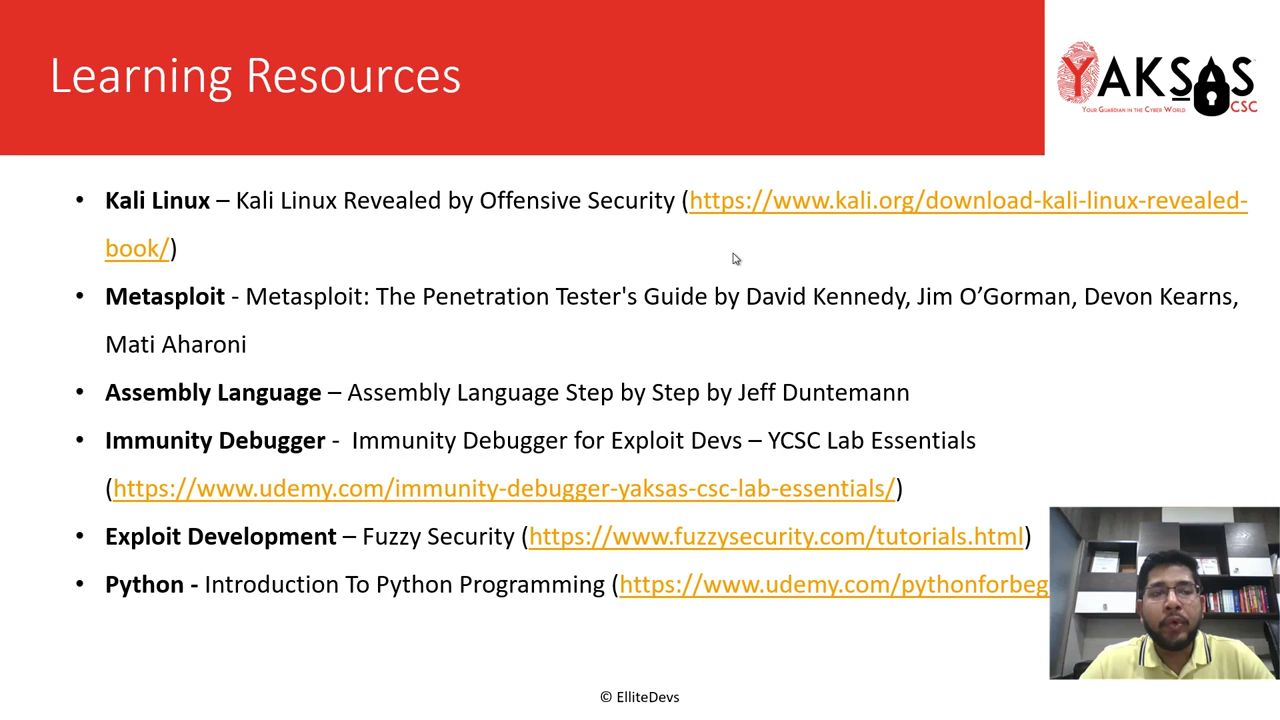 Learning Resources
YAKSAS
CSC
YOUR GUARDIAN IN THE CYBER WORLD
• Kali Linux – Kali Linux Revealed by Offensive Security (https://www.kali.org/download-kali-linux-revealed-
book/)
• Metasploit - Metasploit: The Penetration Tester's Guide by David Kennedy, Jim O’Gorman, Devon Kearns,
Mati Aharoni
• Assembly Language – Assembly Language Step by Step by Jeff Duntemann
• Immunity Debugger - Immunity Debugger for Exploit Devs – YCSC Lab Essentials
(https://www.udemy.com/immunity-debugger-yaksas-csc-lab-essentials/)
• Exploit Development – Fuzzy Security (https://www.fuzzysecurity.com/tutorials.html)
• Python - Introduction To Python Programming (https://www.udemy.com/pythonforbeg
© ElliteDevs